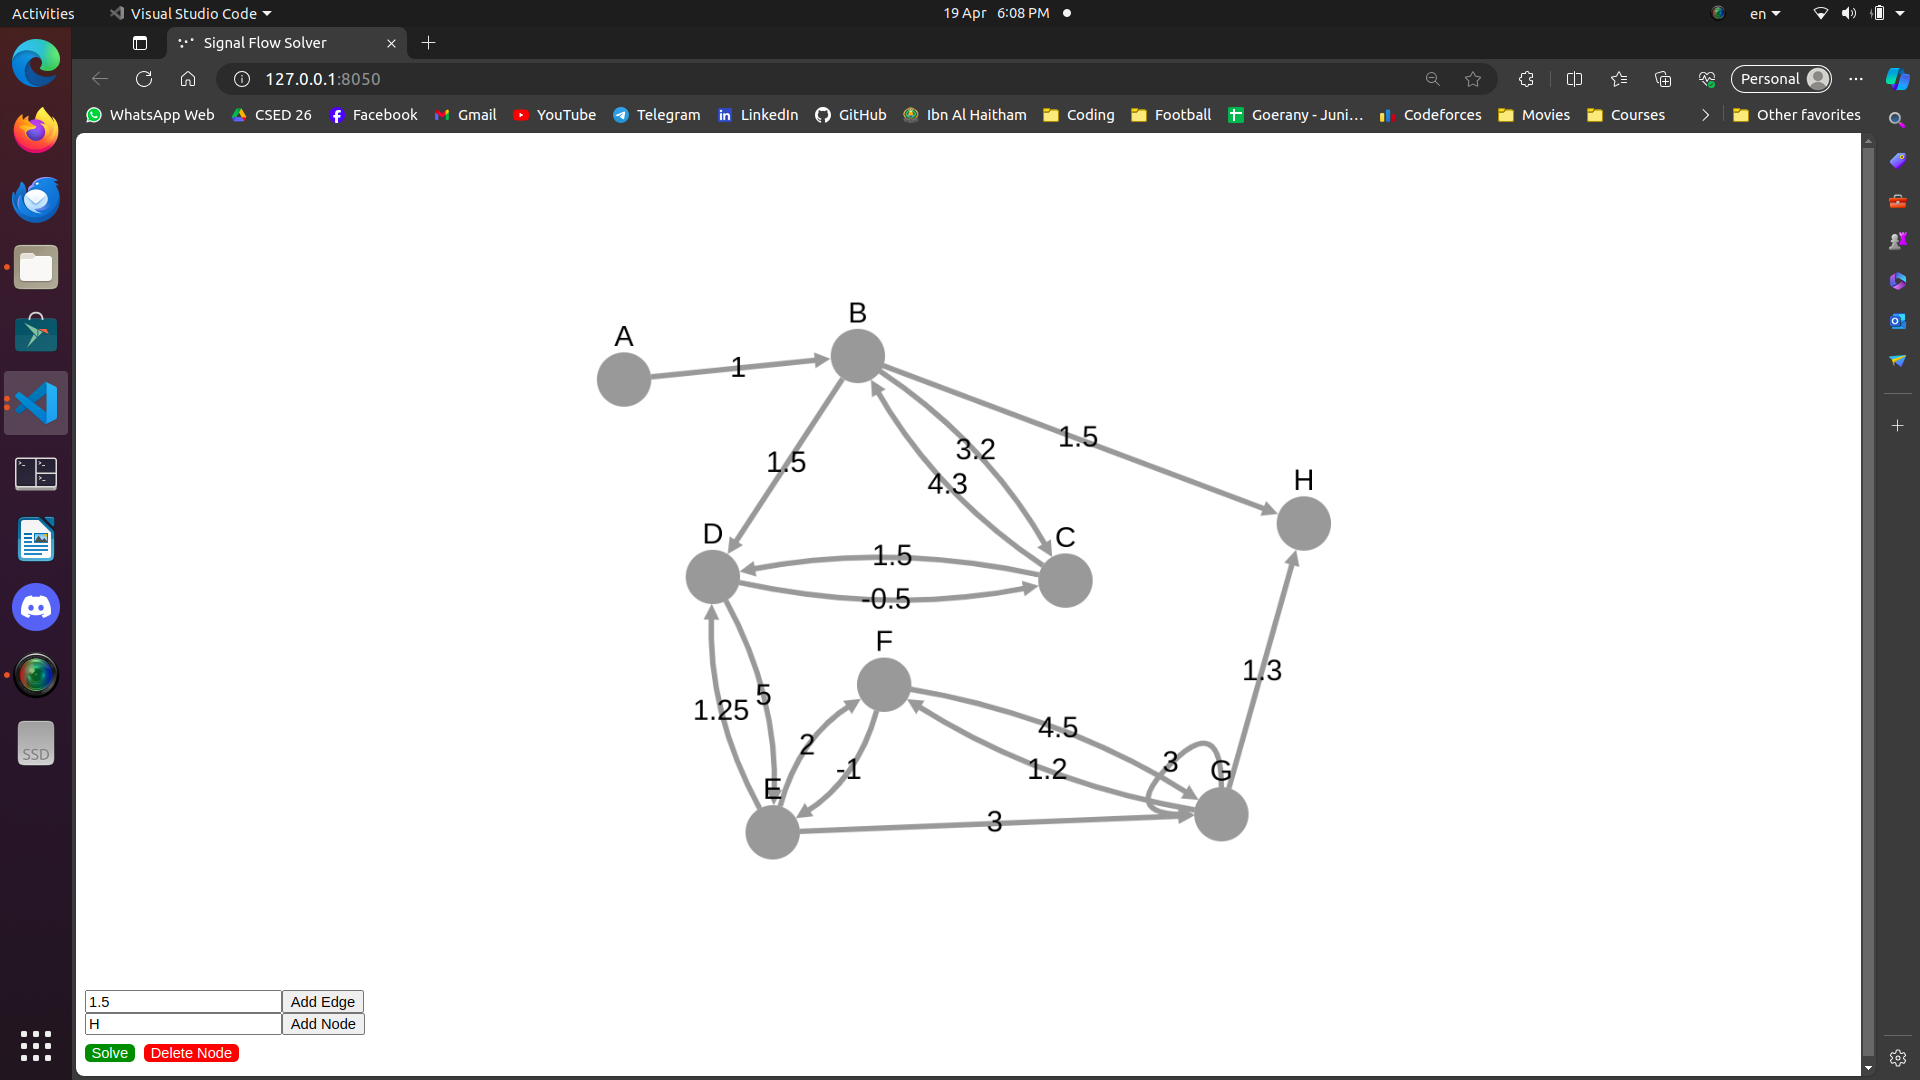 Activities Visual Studio Code 19 Apr 6:08 PM en
Signal Flow Solver
127.0.0.1:8050 Personal
WhatsApp Web CSED 26 Facebook Gmail YouTube Telegram LinkedIn GitHub Ibn Al Haitham Coding Football Goerany - Juni... Codeforces Movies Courses Other favorites
B
A
1
1.5
3.2
1.5
4.3
H
D
C
1.5
-0.5
F
1.3
5
1.25
4.5
2
-1
1.2
3
G
E
3
SSD
1.5 Add Edge
H Add Node
Solve Delete Node